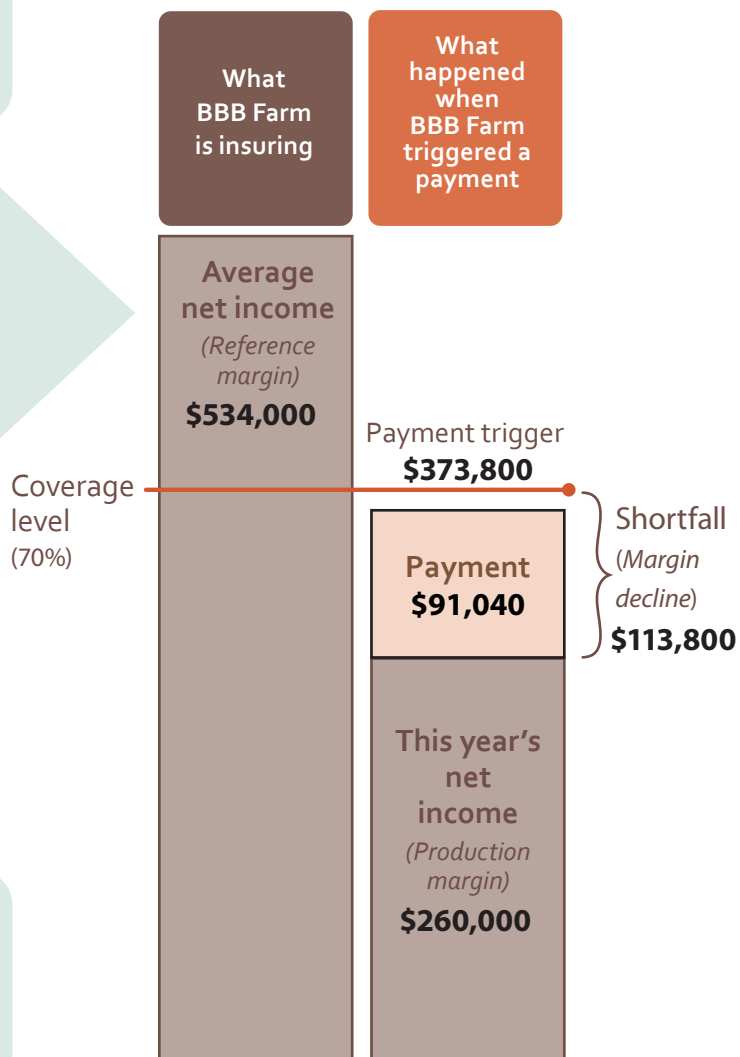 What
BBB Farm
is insuring
What
happened
when
BBB Farm
triggered a
payment
Average
net income
(Reference
margin)
$534,000
Payment trigger
$373,800
Coverage
level
(70%)
Payment
$91,040
Shortfall
(Margin
decline)
$113,800
This year's
net
income
(Production
margin)
$260,000